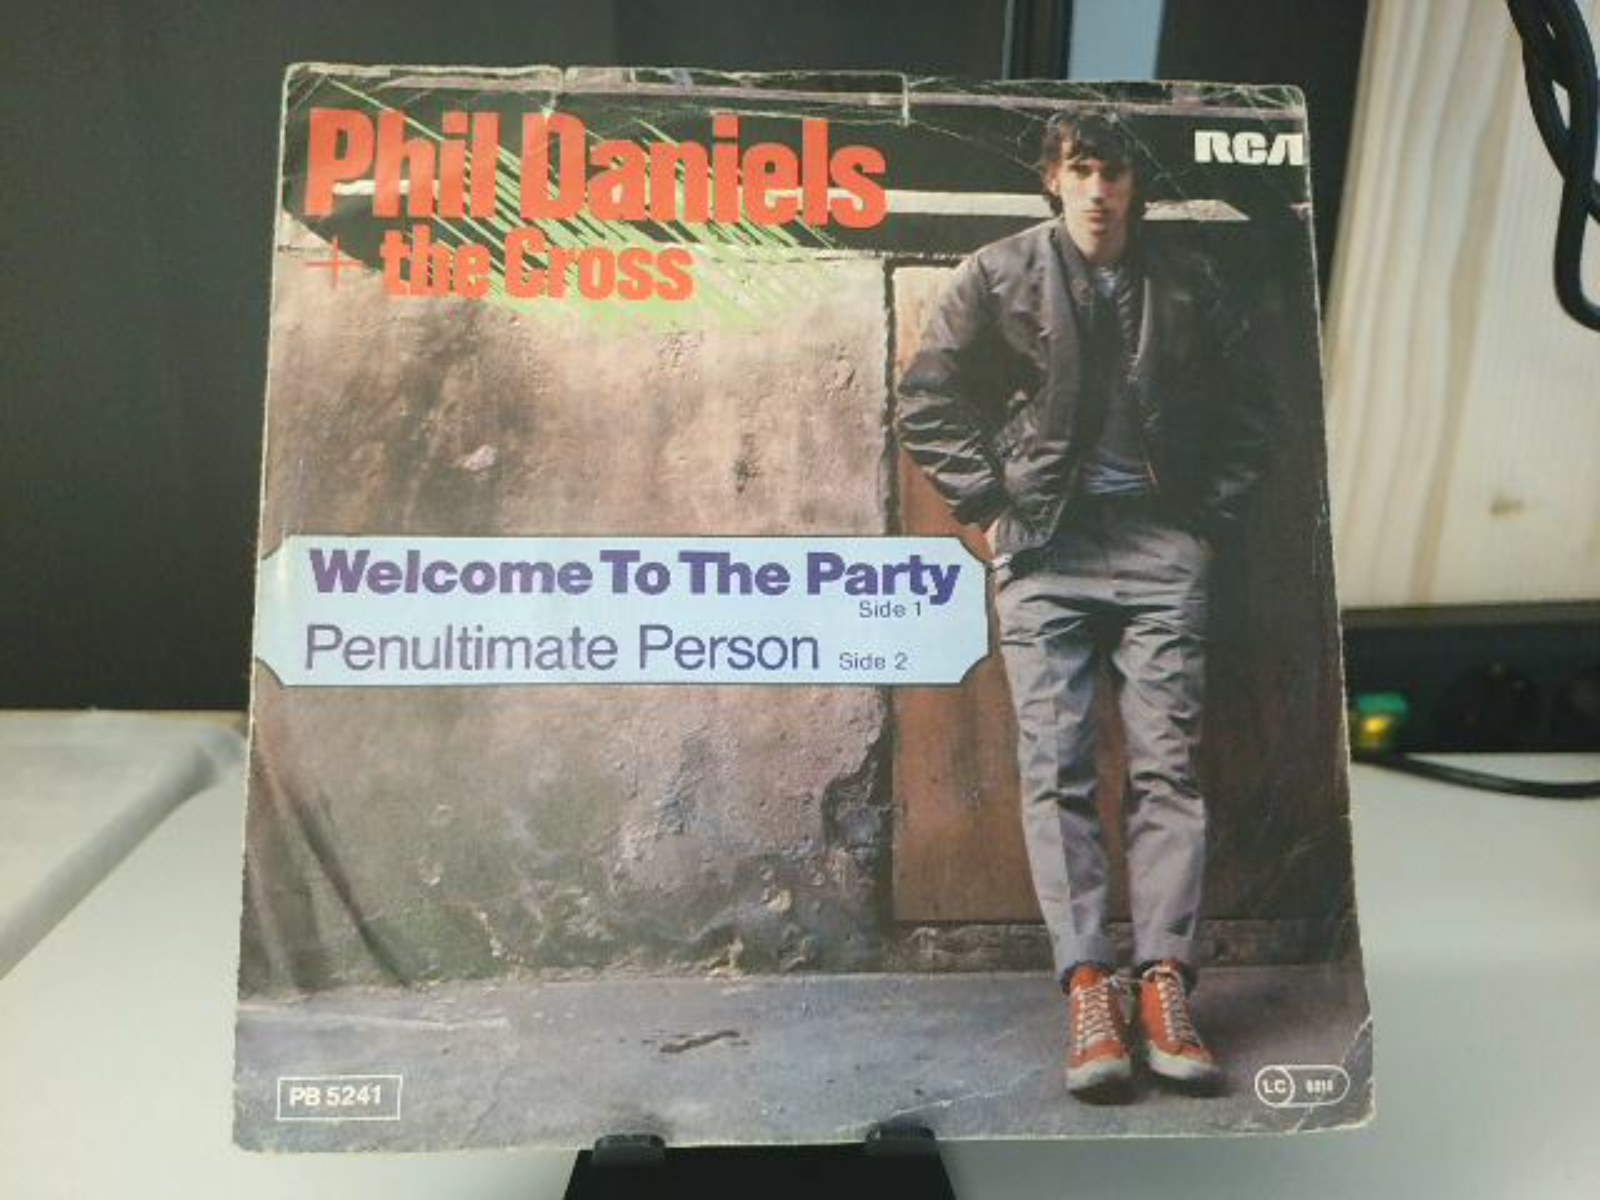 Phil Daniels
RCA
+ the Cross
Welcome To The Party
Side 1
Penultimate Person Side 2
PB 5241
LC